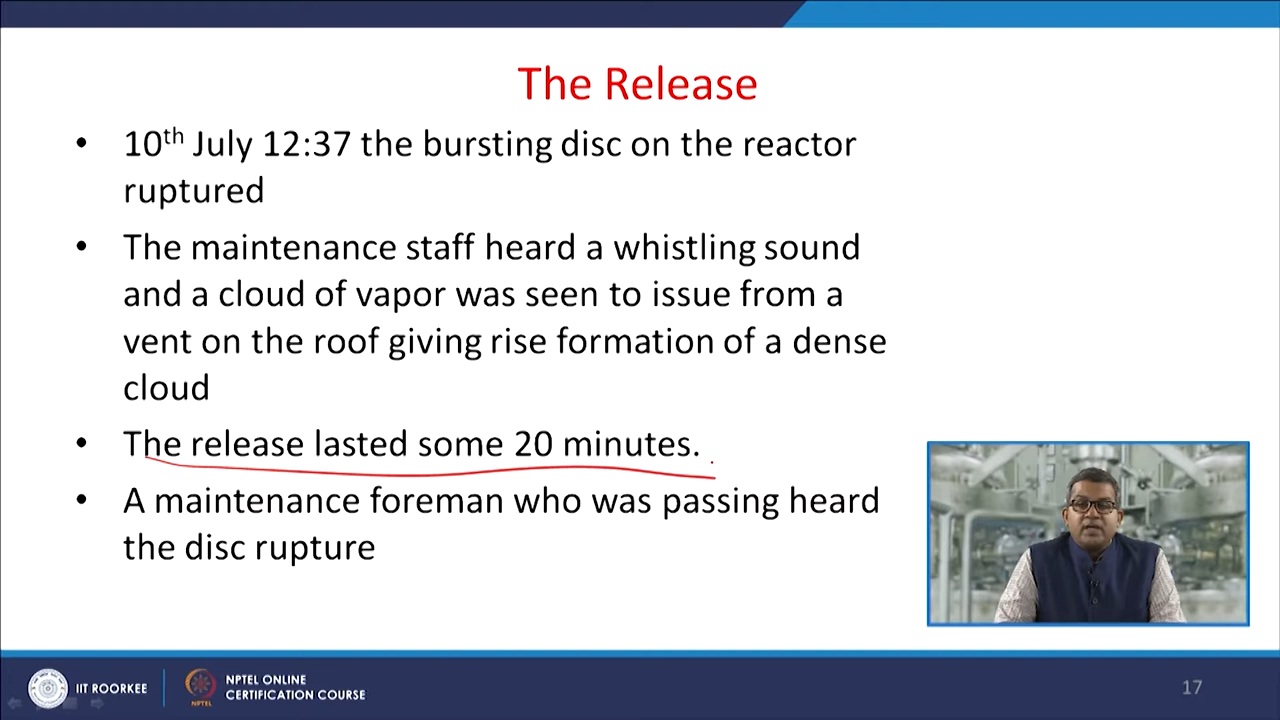 The Release
• 10th July 12:37 the bursting disc on the reactor
ruptured
• The maintenance staff heard a whistling sound
and a cloud of vapor was seen to issue from a
vent on the roof giving rise formation of a dense
cloud
• The release lasted some 20 minutes.
• A maintenance foreman who was passing heard
the disc rupture
IIT ROORKEE
NPTEL
NPTEL ONLINE
CERTIFICATION COURSE
17